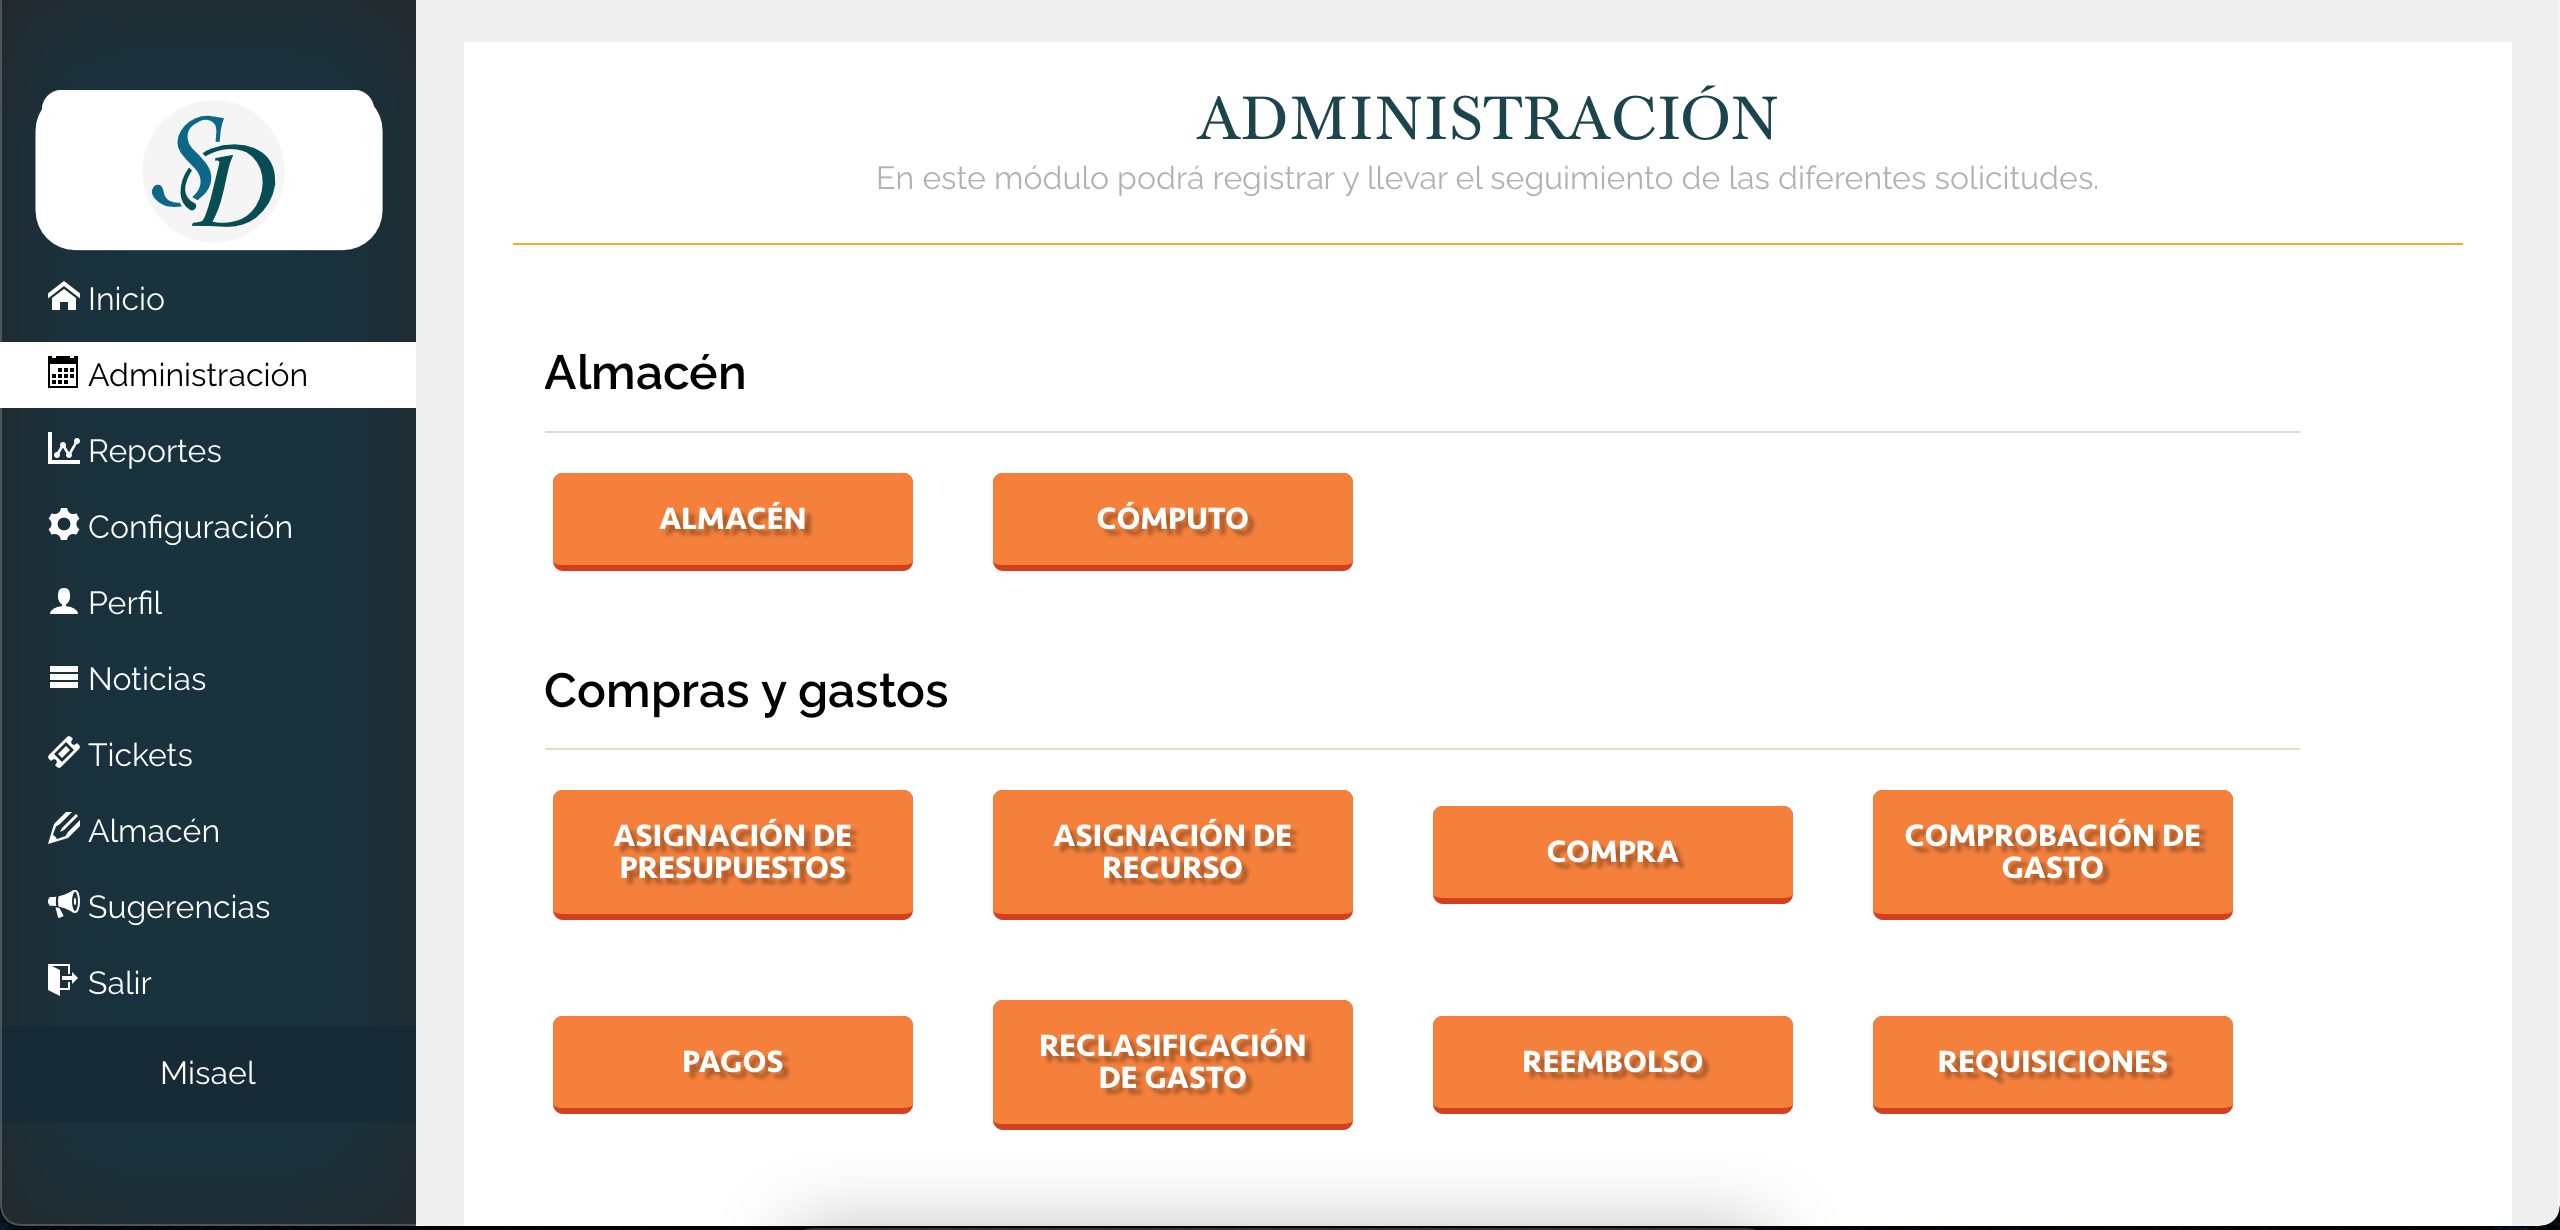 SD
Inicio
Administración
Reportes
Configuración
Perfil
Noticias
Tickets
Almacén
Sugerencias
Salir
Misael
ADMINISTRACIÓN
En este módulo podrá registrar y llevar el seguimiento de las diferentes solicitudes.
Almacén
ALMACÉN
CÓMPUTO
Compras y gastos
ASIGNACIÓN DE
PRESUPUESTOS
ASIGNACIÓN DE
RECURSO
COMPRA
COMPROBACIÓN DE
GASTO
PAGOS
RECLASIFICACIÓN
DE GASTO
REEMBOLSO
REQUISICIONES